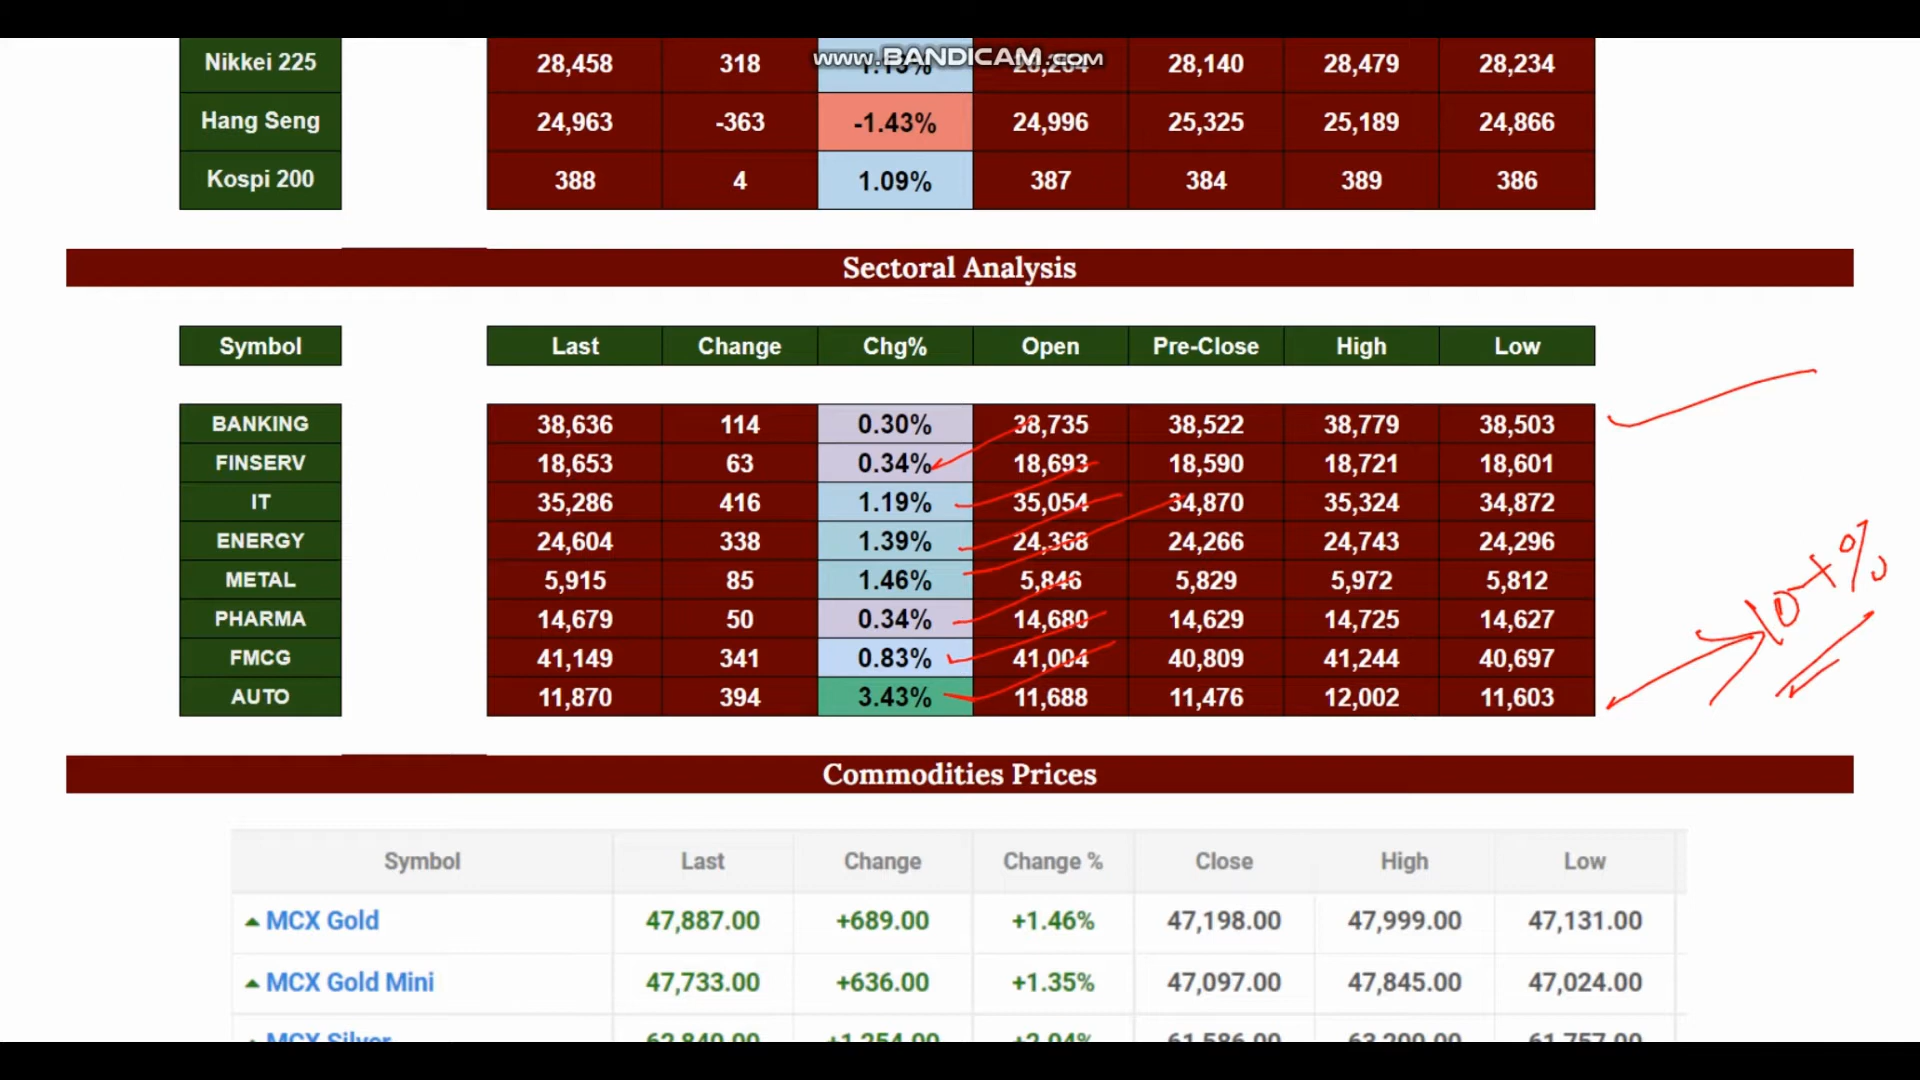 www.BANDICAM.com
Nikkei 225 28,458 318 28,140 28,479 28,234
Hang Seng 24,963 -363 -1.43% 24,996 25,325 25,189 24,866
Kospi 200 388 4 1.09% 387 384 389 386
Sectoral Analysis
Symbol Last Change Chg% Open Pre-Close High Low
BANKING 38,636 114 0.30% 38,735 38,522 38,779 38,503
FINSERV 18,653 63 0.34% 18,693 18,590 18,721 18,601
IT 35,286 416 1.19% 35,054 34,870 35,324 34,872
ENERGY 24,604 338 1.39% 24,368 24,266 24,743 24,296
METAL 5,915 85 1.46% 5,846 5,829 5,972 5,812
PHARMA 14,679 50 0.34% 14,680 14,629 14,725 14,627
FMCG 41,149 341 0.83% 41,004 40,809 41,244 40,697
AUTO 11,870 394 3.43% 11,688 11,476 12,002 11,603
10+%
Commodities Prices
Symbol Last Change Change % Close High Low
MCX Gold 47,887.00 +689.00 +1.46% 47,198.00 47,999.00 47,131.00
MCX Gold Mini 47,733.00 +636.00 +1.35% 47,097.00 47,845.00 47,024.00
MCX Silver